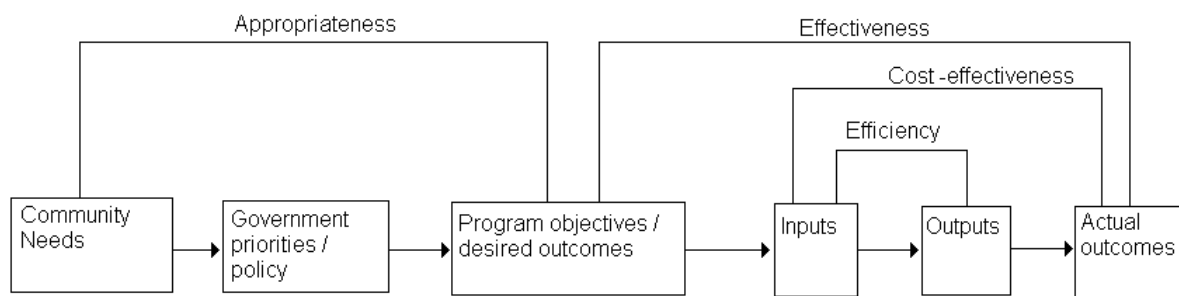 Appropriateness
Effectiveness
Cost -effectiveness
Efficiency
Community
Needs
Government
priorities /
policy
Program objectives /
desired outcomes
Inputs
Outputs
Actual
outcomes